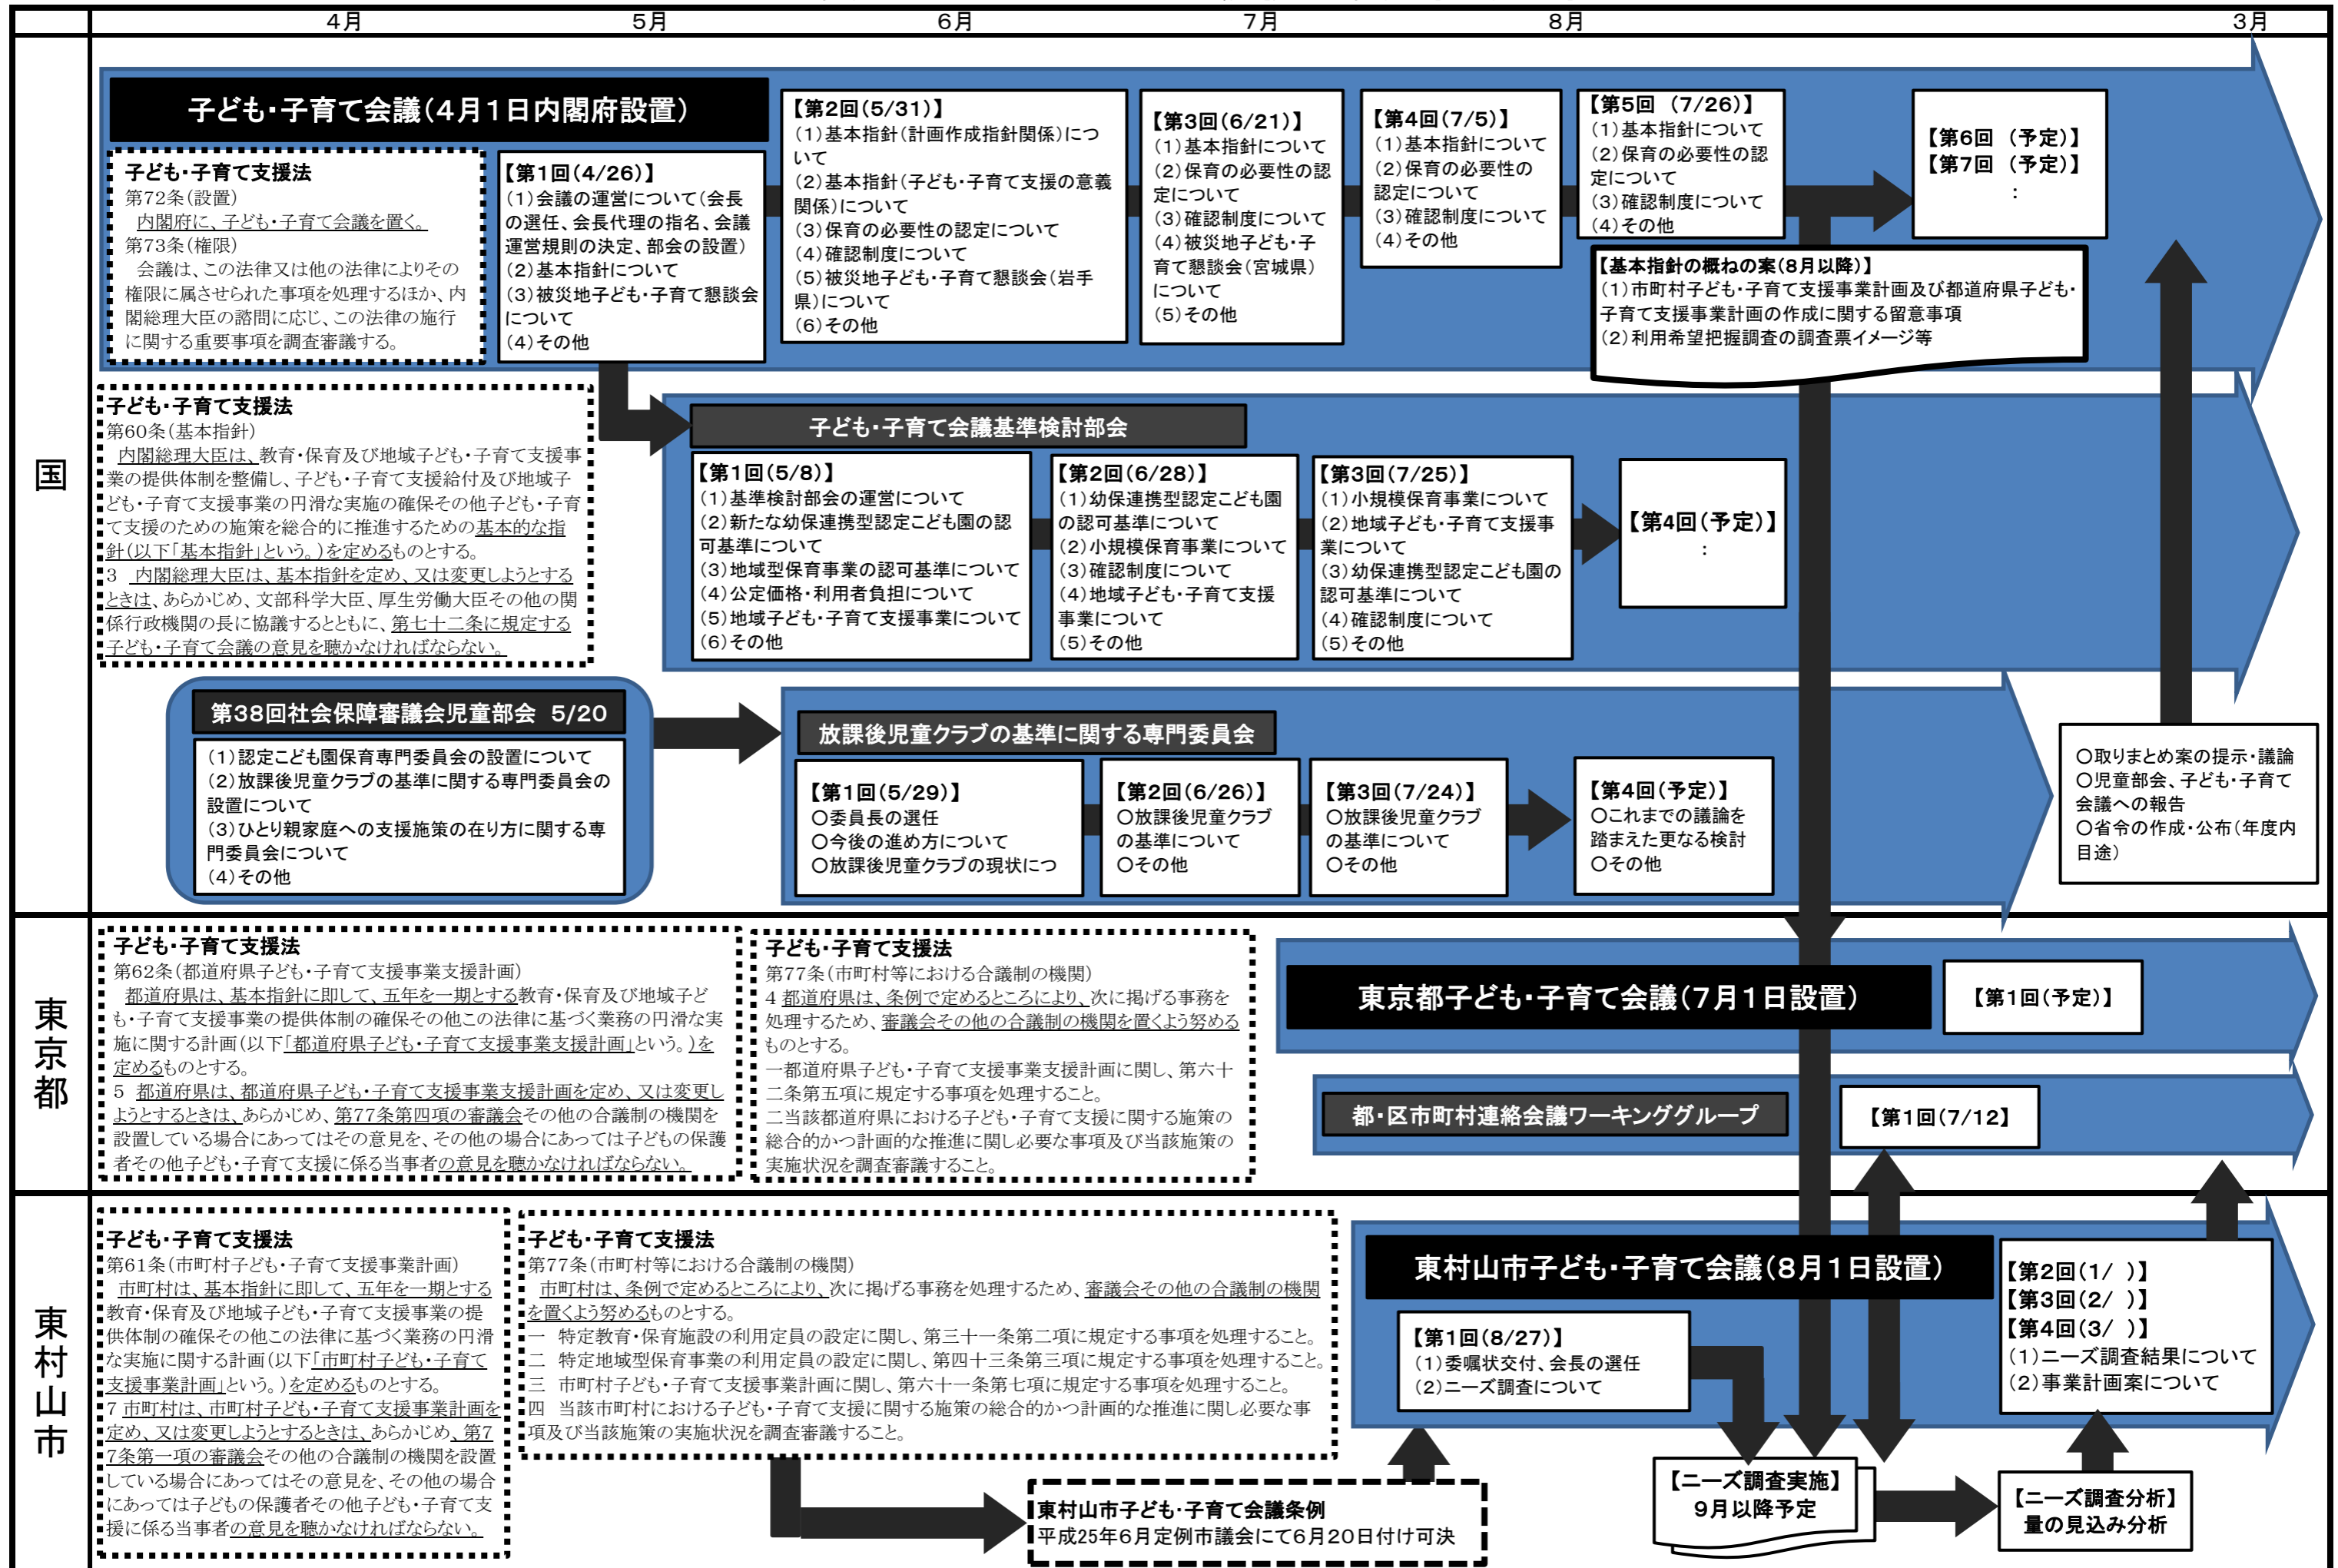 4月 5月 6月 7月 8月 3月
国
子ども・子育て会議(4月1日内閣府設置)
子ども・子育て支援法
第72条(設置)
内閣府に、子ども・子育て会議を置く。
第73条(権限)
会議は、この法律又は他の法律によりその
権限に属させられた事項を処理するほか、内
閣総理大臣の諮問に応じ、この法律の施行
に関する重要事項を調査審議する。
【第1回(4/26)】
(1)会議の運営について(会長
の選任、会長代理の指名、会議
運営規則の決定、部会の設置)
(2)基本指針について
(3)被災地子ども・子育て懇談会
について
(4)その他
【第2回(5/31)】
(1)基本指針(計画作成指針関係)につ
いて
(2)基本指針(子ども・子育て支援の意義
関係)について
(3)保育の必要性の認定について
(4)確認制度について
(5)被災地子ども・子育て懇談会(岩手
県)について
(6)その他
【第3回(6/21)】
(1)基本指針について
(2)保育の必要性の認
定について
(3)確認制度について
(4)被災地子ども・子
育て懇談会(宮城県)
について
(5)その他
【第4回(7/5)】
(1)基本指針について
(2)保育の必要性の
認定について
(3)確認制度について
(4)その他
【第5回 (7/26)】
(1)基本指針について
(2)保育の必要性の認
定について
(3)確認制度について
(4)その他
【第6回 (予定)】
【第7回 (予定)】
:
【基本指針の概ねの案(8月以降)】
(1)市町村子ども・子育て支援事業計画及び都道府県子ども・
子育て支援事業計画の作成に関する留意事項
(2)利用希望把握調査の調査票イメージ等
子ども・子育て支援法
第60条(基本指針)
内閣総理大臣は、教育・保育及び地域子ども・子育て支援事
業の提供体制を整備し、子ども・子育て支援給付及び地域子
ども・子育て支援事業の円滑な実施の確保その他子ども・子育
て支援のための施策を総合的に推進するための基本的な指
針(以下「基本指針」という。)を定めるものとする。
3 内閣総理大臣は、基本指針を定め、又は変更しようとする
ときは、あらかじめ、文部科学大臣、厚生労働大臣その他の関
係行政機関の長に協議するとともに、第七十二条に規定する
子ども・子育て会議の意見を聴かなければならない。
子ども・子育て会議基準検討部会
【第1回(5/8)】
(1)基準検討部会の運営について
(2)新たな幼保連携型認定こども園の認
可基準について
(3)地域型保育事業の認可基準について
(4)公定価格・利用者負担について
(5)地域子ども・子育て支援事業について
(6)その他
【第2回(6/28)】
(1)幼保連携型認定こども園
の認可基準について
(2)小規模保育事業について
(3)確認制度について
(4)地域子ども・子育て支援
事業について
(5)その他
【第3回(7/25)】
(1)小規模保育事業について
(2)地域子ども・子育て支援事
業について
(3)幼保連携型認定こども園の
認可基準について
(4)確認制度について
(5)その他
【第4回(予定)】
:
第38回社会保障審議会児童部会 5/20
(1)認定こども園保育専門委員会の設置について
(2)放課後児童クラブの基準に関する専門委員会の
設置について
(3)ひとり親家庭への支援施策の在り方に関する専
門委員会について
(4)その他
放課後児童クラブの基準に関する専門委員会
【第1回(5/29)】
○委員長の選任
○今後の進め方について
○放課後児童クラブの現状につ
【第2回(6/26)】
○放課後児童クラブ
の基準について
○その他
【第3回(7/24)】
○放課後児童クラブ
の基準について
○その他
【第4回(予定)】
○これまでの議論を
踏まえた更なる検討
○その他
○取りまとめ案の提示・議論
○児童部会、子ども・子育て
会議への報告
○省令の作成・公布(年度内
目途)
東京都
子ども・子育て支援法
第62条(都道府県子ども・子育て支援事業支援計画)
都道府県は、基本指針に即して、五年を一期とする教育・保育及び地域子ど
も・子育て支援事業の提供体制の確保その他この法律に基づく業務の円滑な実
施に関する計画(以下「都道府県子ども・子育て支援事業支援計画」という。)を
定めるものとする。
5 都道府県は、都道府県子ども・子育て支援事業支援計画を定め、又は変更し
ようとするときは、あらかじめ、第77条第四項の審議会その他の合議制の機関を
設置している場合にあってはその意見を、その他の場合にあっては子どもの保護
者その他子ども・子育て支援に係る当事者の意見を聴かなければならない。
子ども・子育て支援法
第77条(市町村等における合議制の機関)
4 都道府県は、条例で定めるところにより、次に掲げる事務を
処理するため、審議会その他の合議制の機関を置くよう努める
ものとする。
一都道府県子ども・子育て支援事業支援計画に関し、第六十
二条第五項に規定する事項を処理すること。
二当該都道府県における子ども・子育て支援に関する施策の
総合的かつ計画的な推進に関し必要な事項及び当該施策の
実施状況を調査審議すること。
東京都子ども・子育て会議(7月1日設置)
【第1回(予定)】
都・区市町村連絡会議ワーキンググループ
【第1回(7/12】
東村山市
子ども・子育て支援法
第61条(市町村子ども・子育て支援事業計画)
市町村は、基本指針に即して、五年を一期とする
教育・保育及び地域子ども・子育て支援事業の提
供体制の確保その他この法律に基づく業務の円滑
な実施に関する計画(以下「市町村子ども・子育て
支援事業計画」という。)を定めるものとする。
7 市町村は、市町村子ども・子育て支援事業計画を
定め、又は変更しようとするときは、あらかじめ、第7
7条第一項の審議会その他の合議制の機関を設置
している場合にあってはその意見を、その他の場合
にあっては子どもの保護者その他子ども・子育て支
援に係る当事者の意見を聴かなければならない。
子ども・子育て支援法
第77条(市町村等における合議制の機関)
市町村は、条例で定めるところにより、次に掲げる事務を処理するため、審議会その他の合議制の機関
を置くよう努めるものとする。
一 特定教育・保育施設の利用定員の設定に関し、第三十一条第二項に規定する事項を処理すること。
二 特定地域型保育事業の利用定員の設定に関し、第四十三条第三項に規定する事項を処理すること。
三 市町村子ども・子育て支援事業計画に関し、第六十一条第七項に規定する事項を処理すること。
四 当該市町村における子ども・子育て支援に関する施策の総合的かつ計画的な推進に関し必要な事
項及び当該施策の実施状況を調査審議すること。
東村山市子ども・子育て会議条例
平成25年6月定例市議会にて6月20日付け可決
東村山市子ども・子育て会議(8月1日設置)
【第1回(8/27)】
(1)委嘱状交付、会長の選任
(2)ニーズ調査について
【第2回(1/ )】
【第3回(2/ )】
【第4回(3/ )】
(1)ニーズ調査結果について
(2)事業計画案について
【ニーズ調査実施】
9月以降予定
【ニーズ調査分析】
量の見込み分析